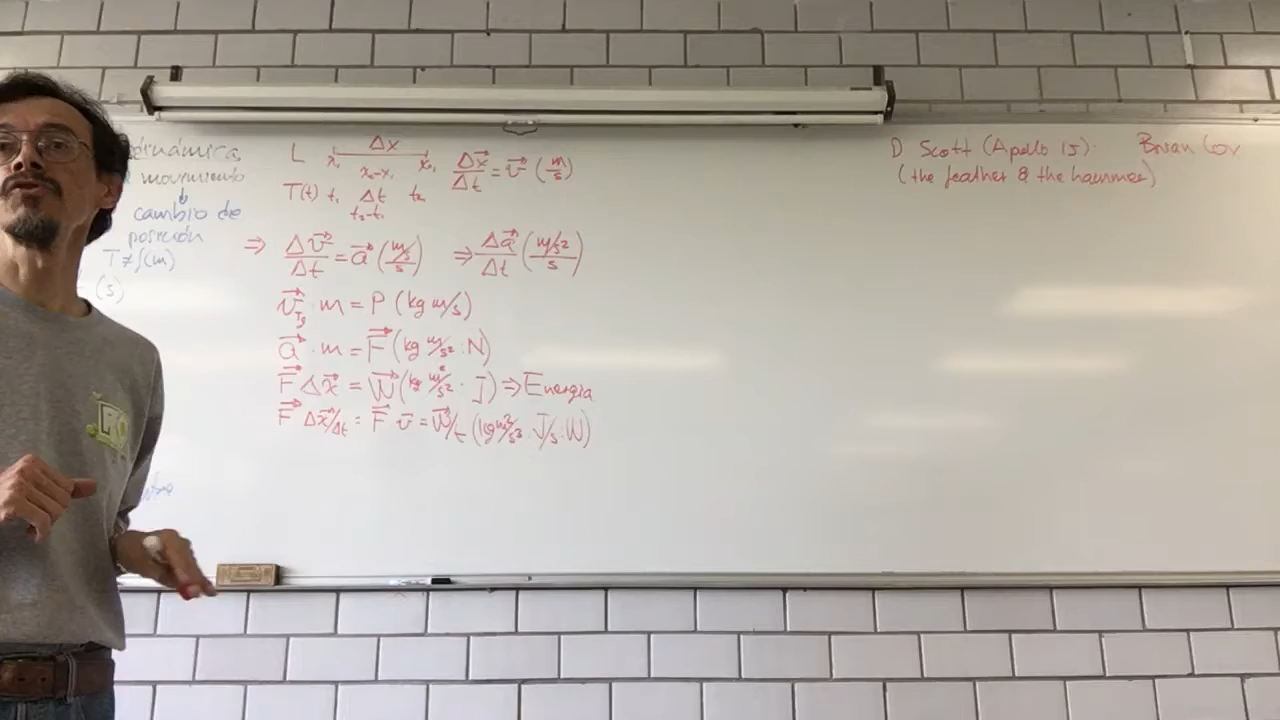 dinámica
movimiento
↓
cambio de
posición
T ≠ f(m)
(s)
L x₁ Δx x₂
x₂-x₁
T(t) t₁ Δt t₂
t₂-t₁
Δx⃗/Δt = v⃗ (m/s)
⇒ Δv⃗/Δt = a⃗ (m/s/s) ⇒ Δa⃗/Δt (m/s²/s)
v⃗ · m = P (kg m/s)
a⃗ · m = F⃗ (kg m/s² : N)
F⃗ Δx⃗ = W⃗ (kg m²/s² · J) ⇒ Energía
F⃗ Δx⃗/Δt = F⃗ v⃗ = W⃗/t (kg m²/s³ · J/s · W)
D Scott (Apollo 15): Brian Cox
(the feather & the hammer)